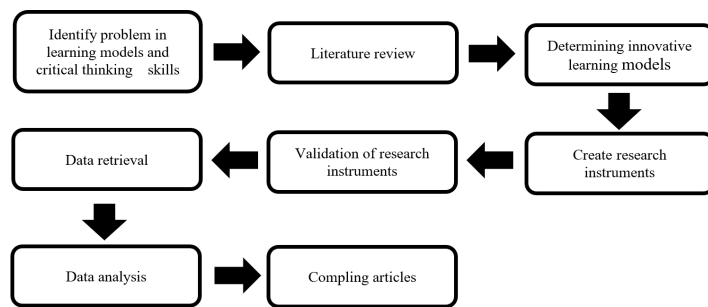 Identify problem in
learning models and
critical thinking skills
Literature review
Determining innovative
learning models
Create research
instruments
Validation of research
instruments
Data retrieval
Data analysis
Compling articles